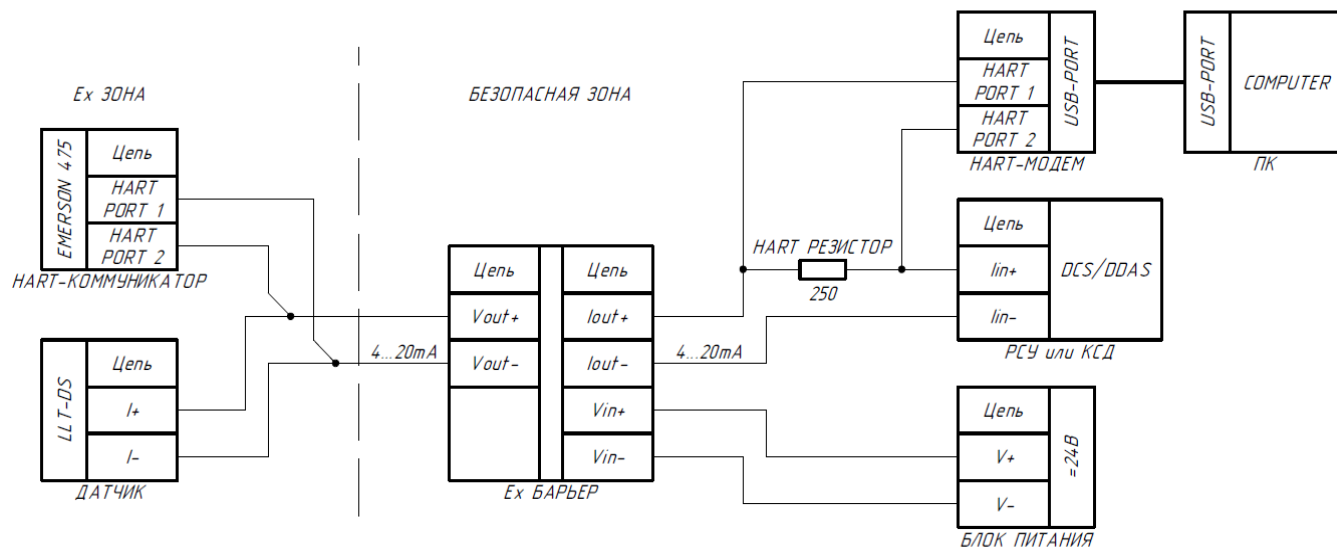 Ex ЗОНА
EMERSON 475
Цепь
HART
PORT 1
HART
PORT 2
HART-КОММУНИКАТОР
LLT-DS
Цепь
I+
I-
ДАТЧИК
БЕЗОПАСНАЯ ЗОНА
4...20mA
Цепь
Vout+
Vout-
Цепь
Iout+
Iout-
Vin+
Vin-
Ex БАРЬЕР
4...20mA
HART РЕЗИСТОР
250
Цепь
HART
PORT 1
HART
PORT 2
USB-PORT
HART-МОДЕМ
USB-PORT
COMPUTER
ПК
Цепь
Iin+
Iin-
DCS/DDAS
РСУ или КСД
Цепь
V+
V-
=24В
БЛОК ПИТАНИЯ